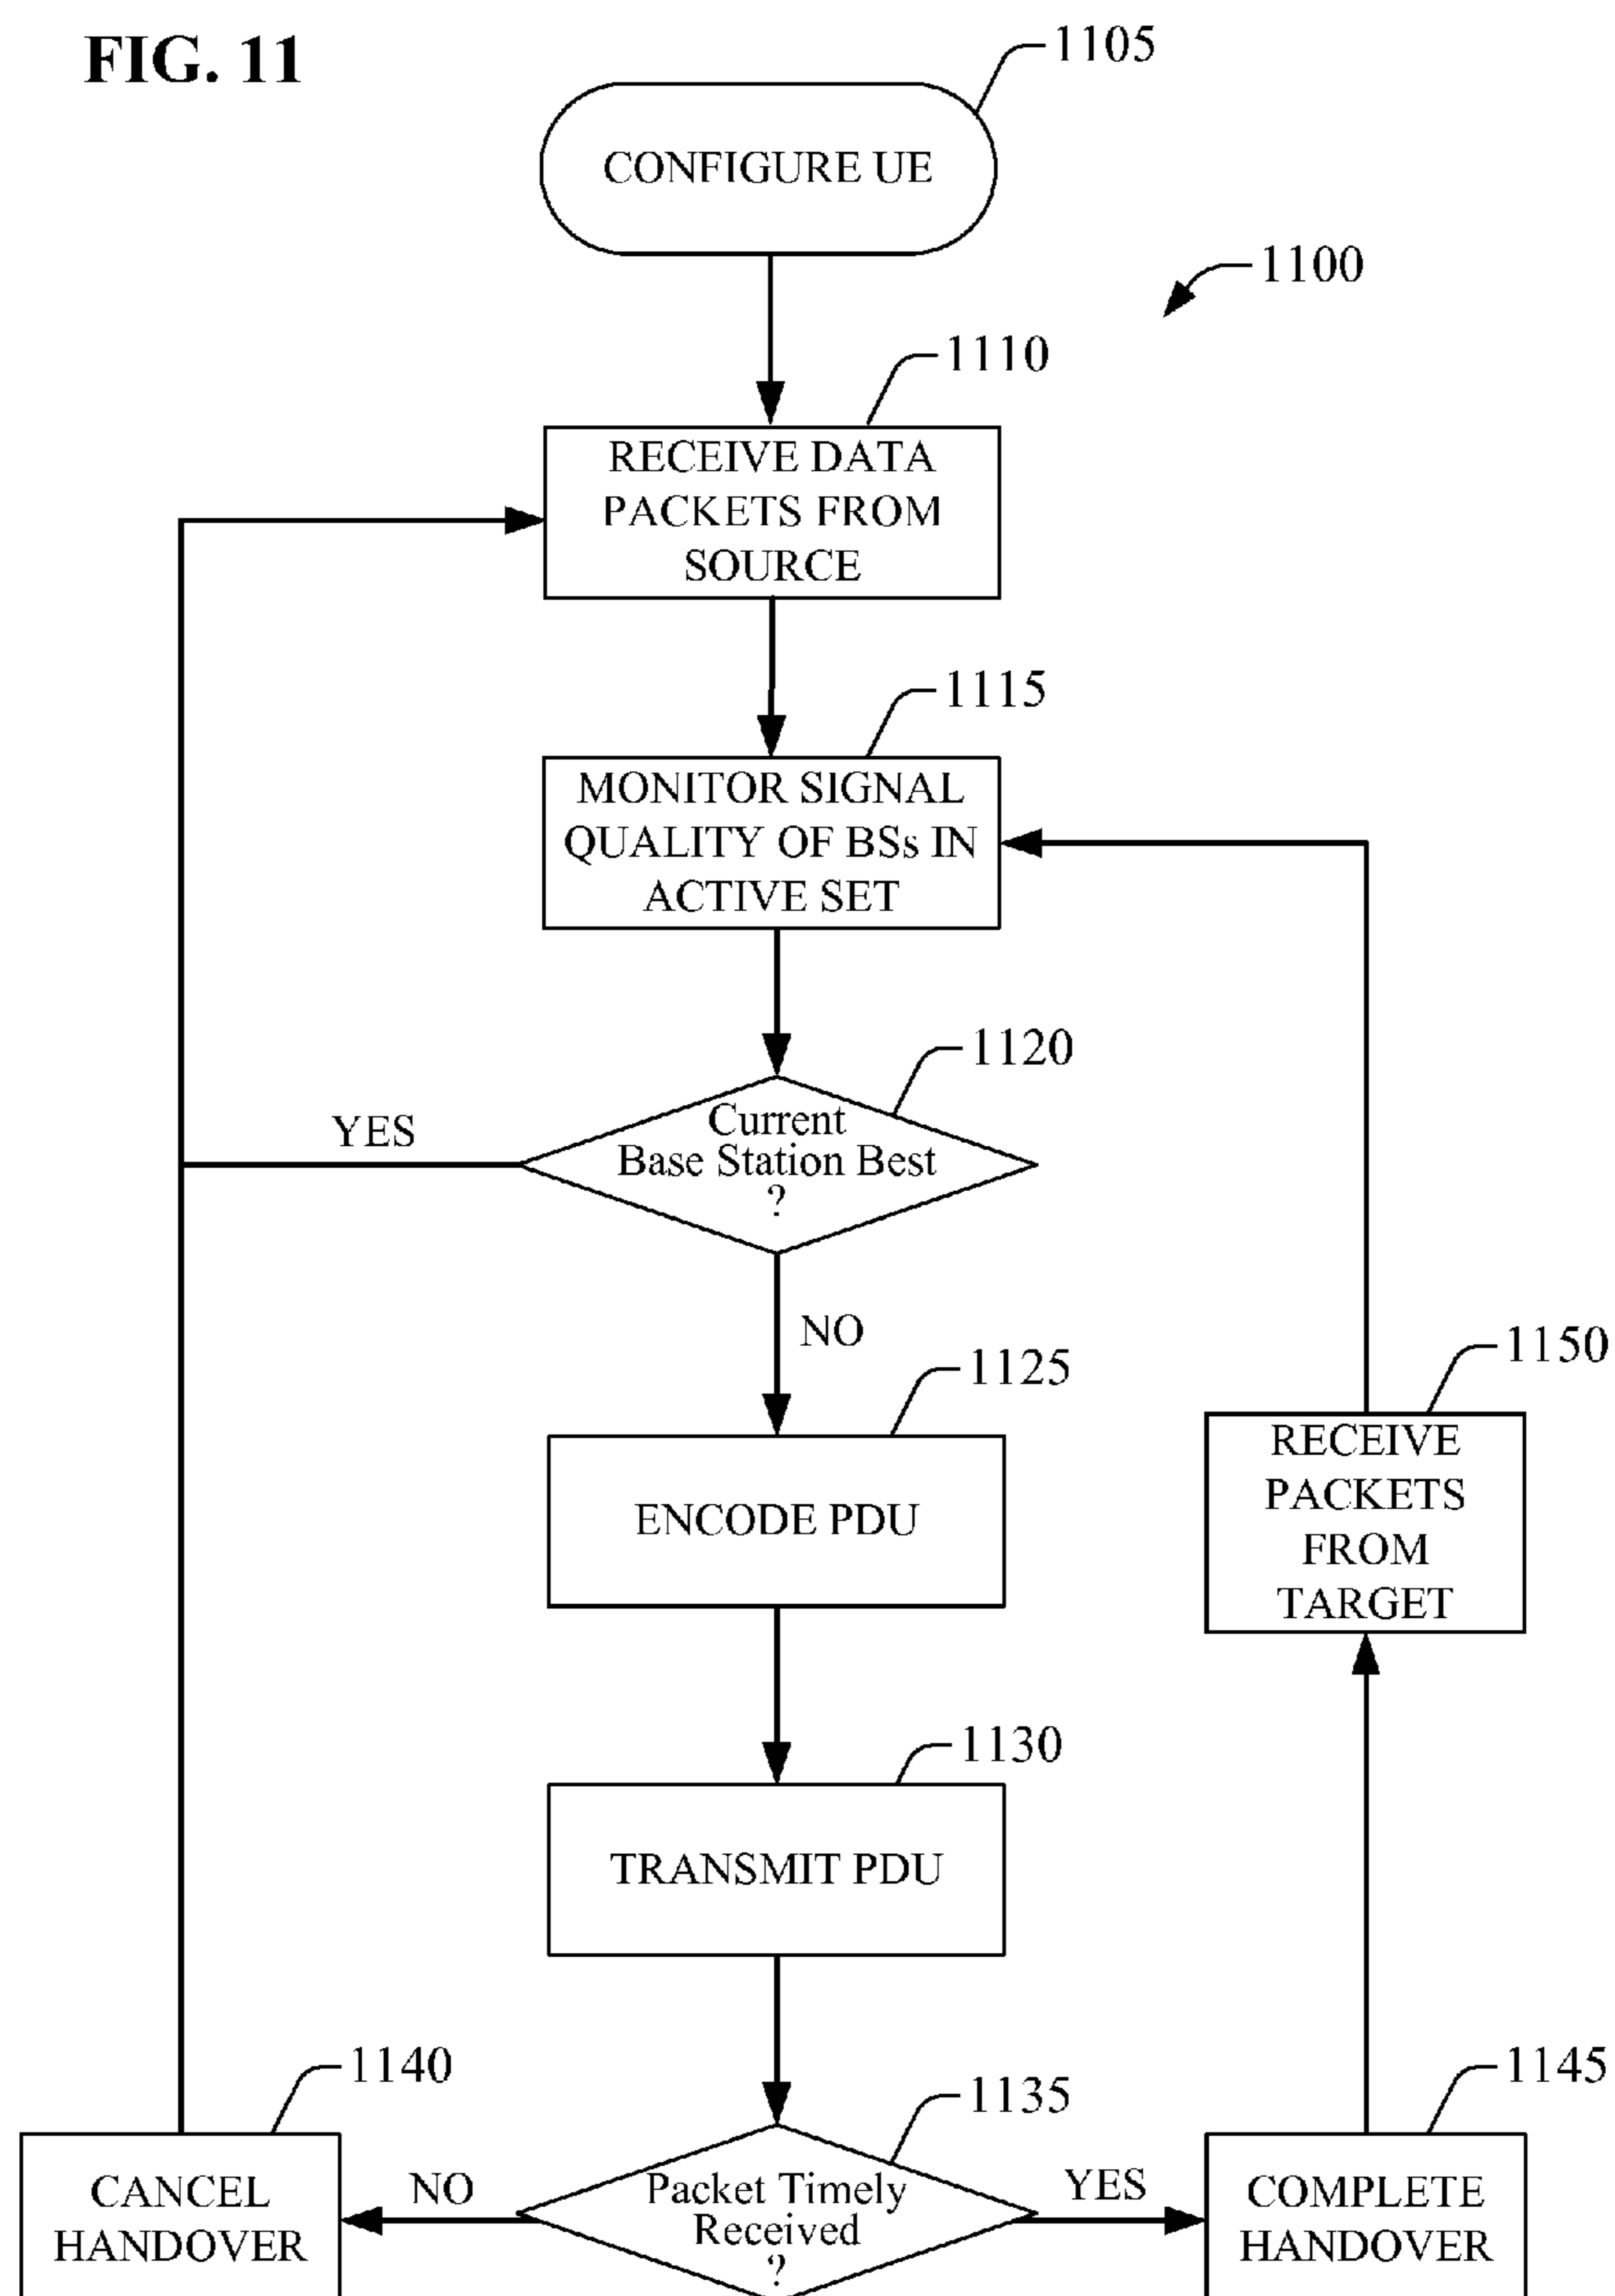 FIG. 11
1105
CONFIGURE UE
1100
1110
RECEIVE DATA
PACKETS FROM
SOURCE
1115
MONITOR SIGNAL
QUALITY OF BSs IN
ACTIVE SET
1120
YES
Current
Base Station Best
?
NO
1125
ENCODE PDU
1150
RECEIVE
PACKETS
FROM
TARGET
1130
TRANSMIT PDU
1140
1135
1145
CANCEL
HANDOVER
NO
Packet Timely
Received
?
YES
COMPLETE
HANDOVER